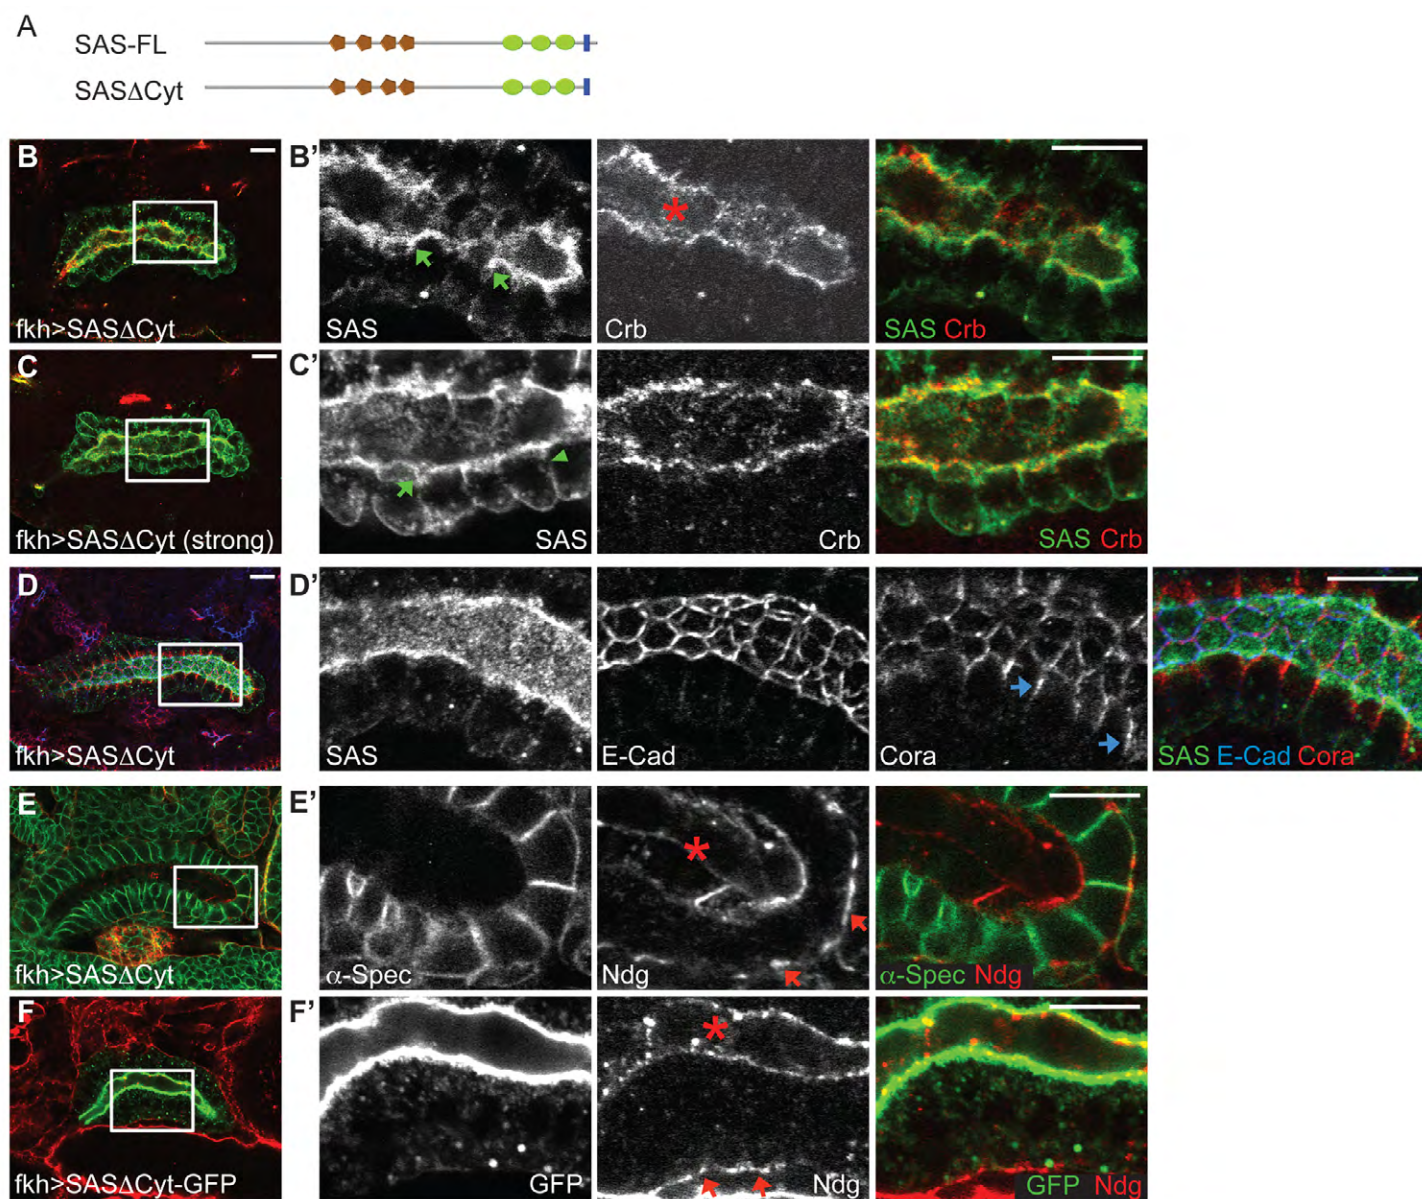 A
SAS-FL
SASΔCyt
B
fkh>SASΔCyt
B'
SAS
Crb
SAS Crb
C
fkh>SASΔCyt (strong)
C'
SAS
Crb
SAS Crb
D
fkh>SASΔCyt
D'
SAS
E-Cad
Cora
SAS E-Cad Cora
E
fkh>SASΔCyt
E'
α-Spec
Ndg
α-Spec Ndg
F
fkh>SASΔCyt-GFP
F'
GFP
Ndg
GFP Ndg